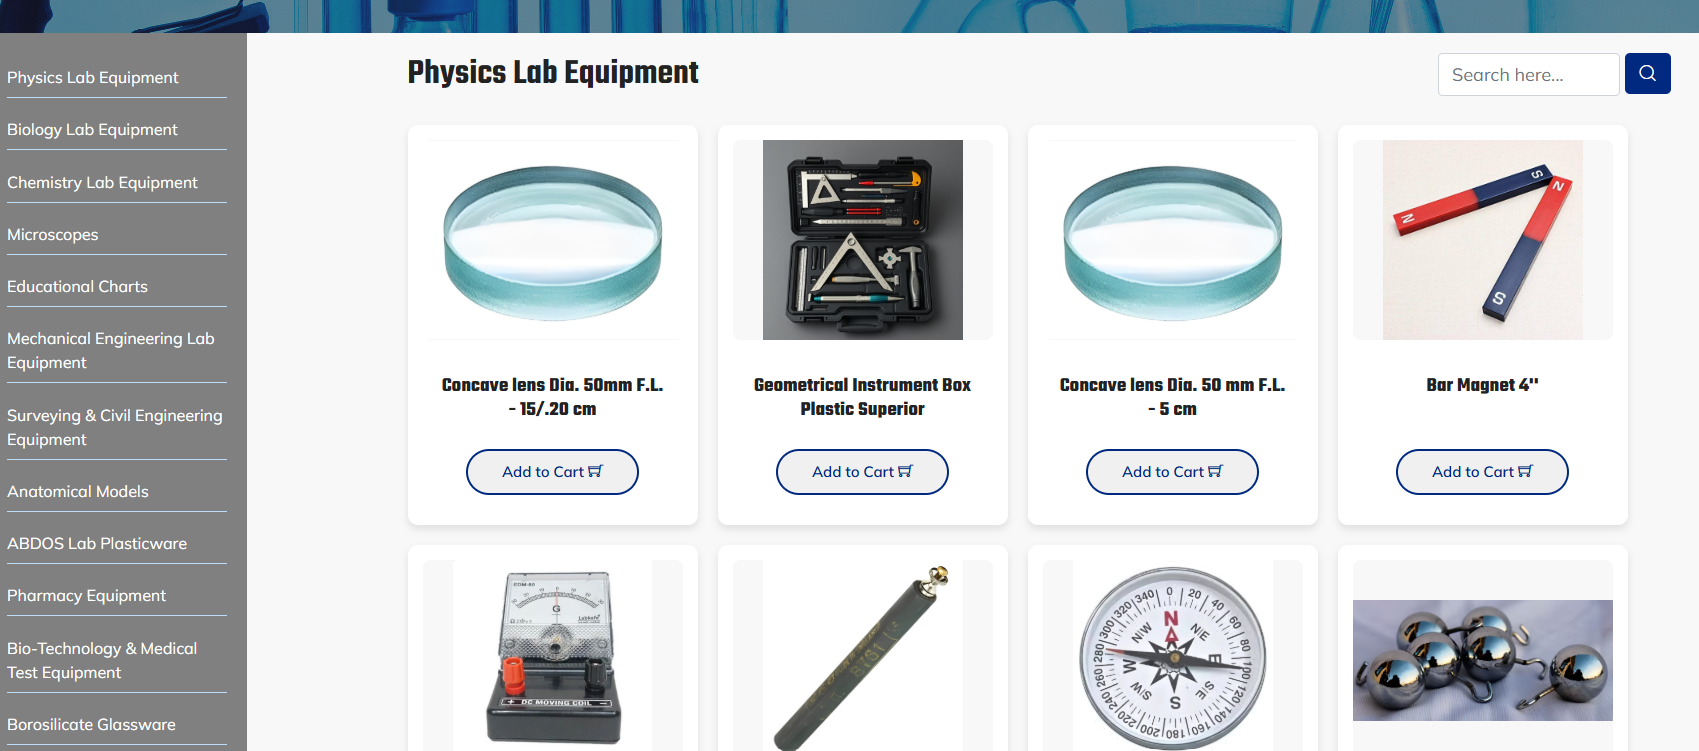 Physics Lab Equipment
Biology Lab Equipment
Chemistry Lab Equipment
Microscopes
Educational Charts
Mechanical Engineering Lab
Equipment
Surveying & Civil Engineering
Equipment
Anatomical Models
ABDOS Lab Plasticware
Pharmacy Equipment
Bio-Technology & Medical
Test Equipment
Borosilicate Glassware
Physics Lab Equipment
Search here...
S
N
N
S
Concave lens Dia. 50mm F.L.
- 15/.20 cm
Add to Cart
Geometrical Instrument Box
Plastic Superior
Add to Cart
Concave lens Dia. 50 mm F.L.
- 5 cm
Add to Cart
Bar Magnet 4"
Add to Cart
EDM-80
G
+ DC MOVING COIL -
340 0 20 40 60 80 100 120 140 160 180 200 220 240 260 280 300 320
N
N/E
E
S/E
S
S/W
W
N/W